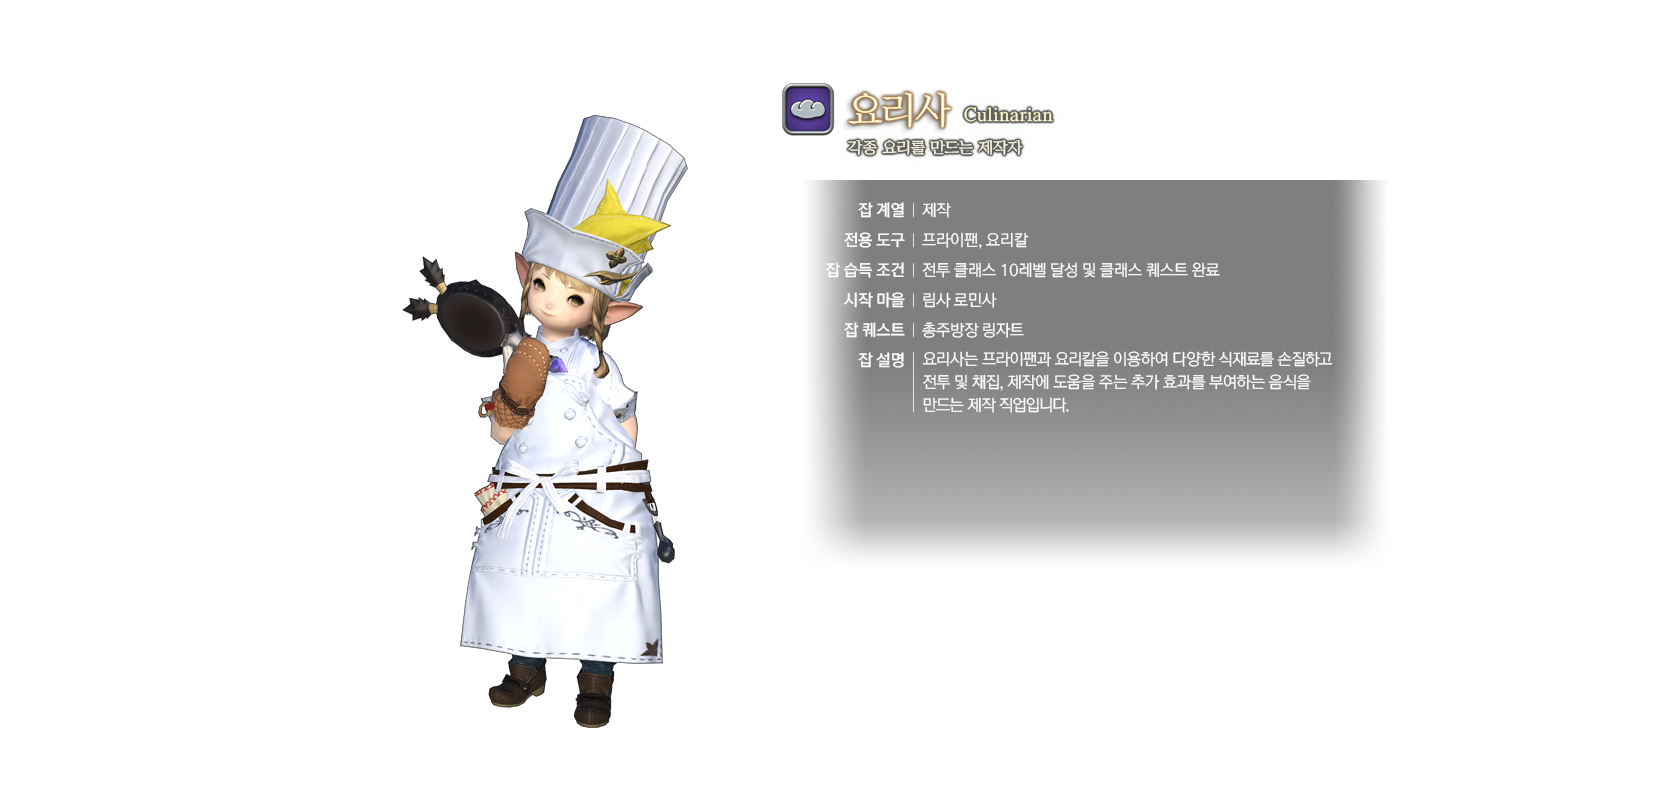 요리사 Culinarian
각종 요리를 만드는 제작자
잡 계열 제작
전용 도구 프라이팬, 요리칼
잡 습득 조건 전투 클래스 10레벨 달성 및 클래스 퀘스트 완료
시작 마을 림사 로민사
잡 퀘스트 총주방장 링자트
잡 설명 요리사는 프라이팬과 요리칼을 이용하여 다양한 식재료를 손질하고
전투 및 채집, 제작에 도움을 주는 추가 효과를 부여하는 음식을
만드는 제작 직업입니다.